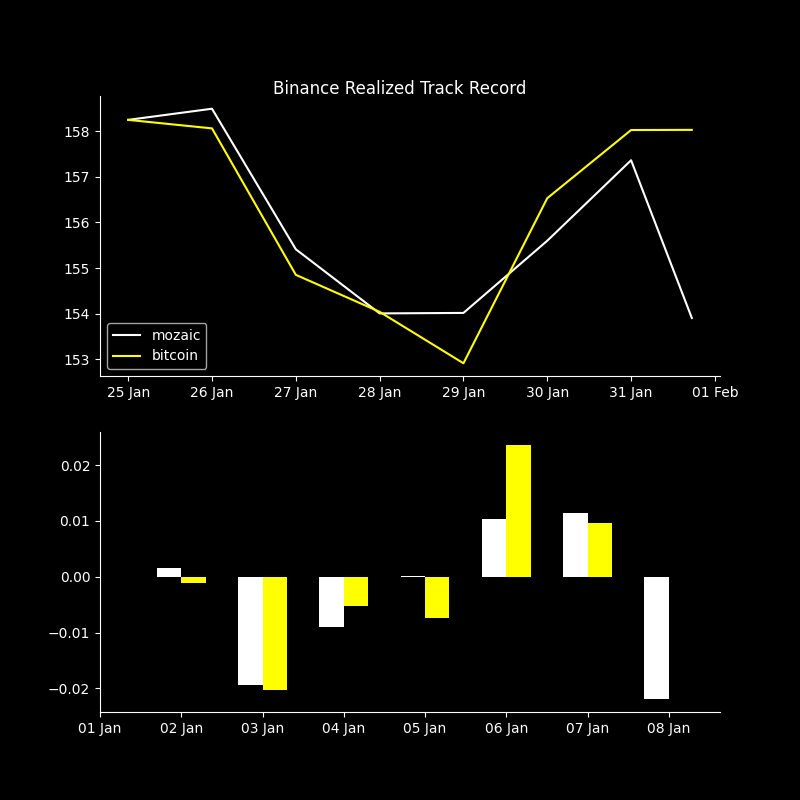 Binance Realized Track Record
158
157
156
155
154
153
mozaic
bitcoin
25 Jan 26 Jan 27 Jan 28 Jan 29 Jan 30 Jan 31 Jan 01 Feb
0.02
0.01
0.00
−0.01
−0.02
01 Jan 02 Jan 03 Jan 04 Jan 05 Jan 06 Jan 07 Jan 08 Jan